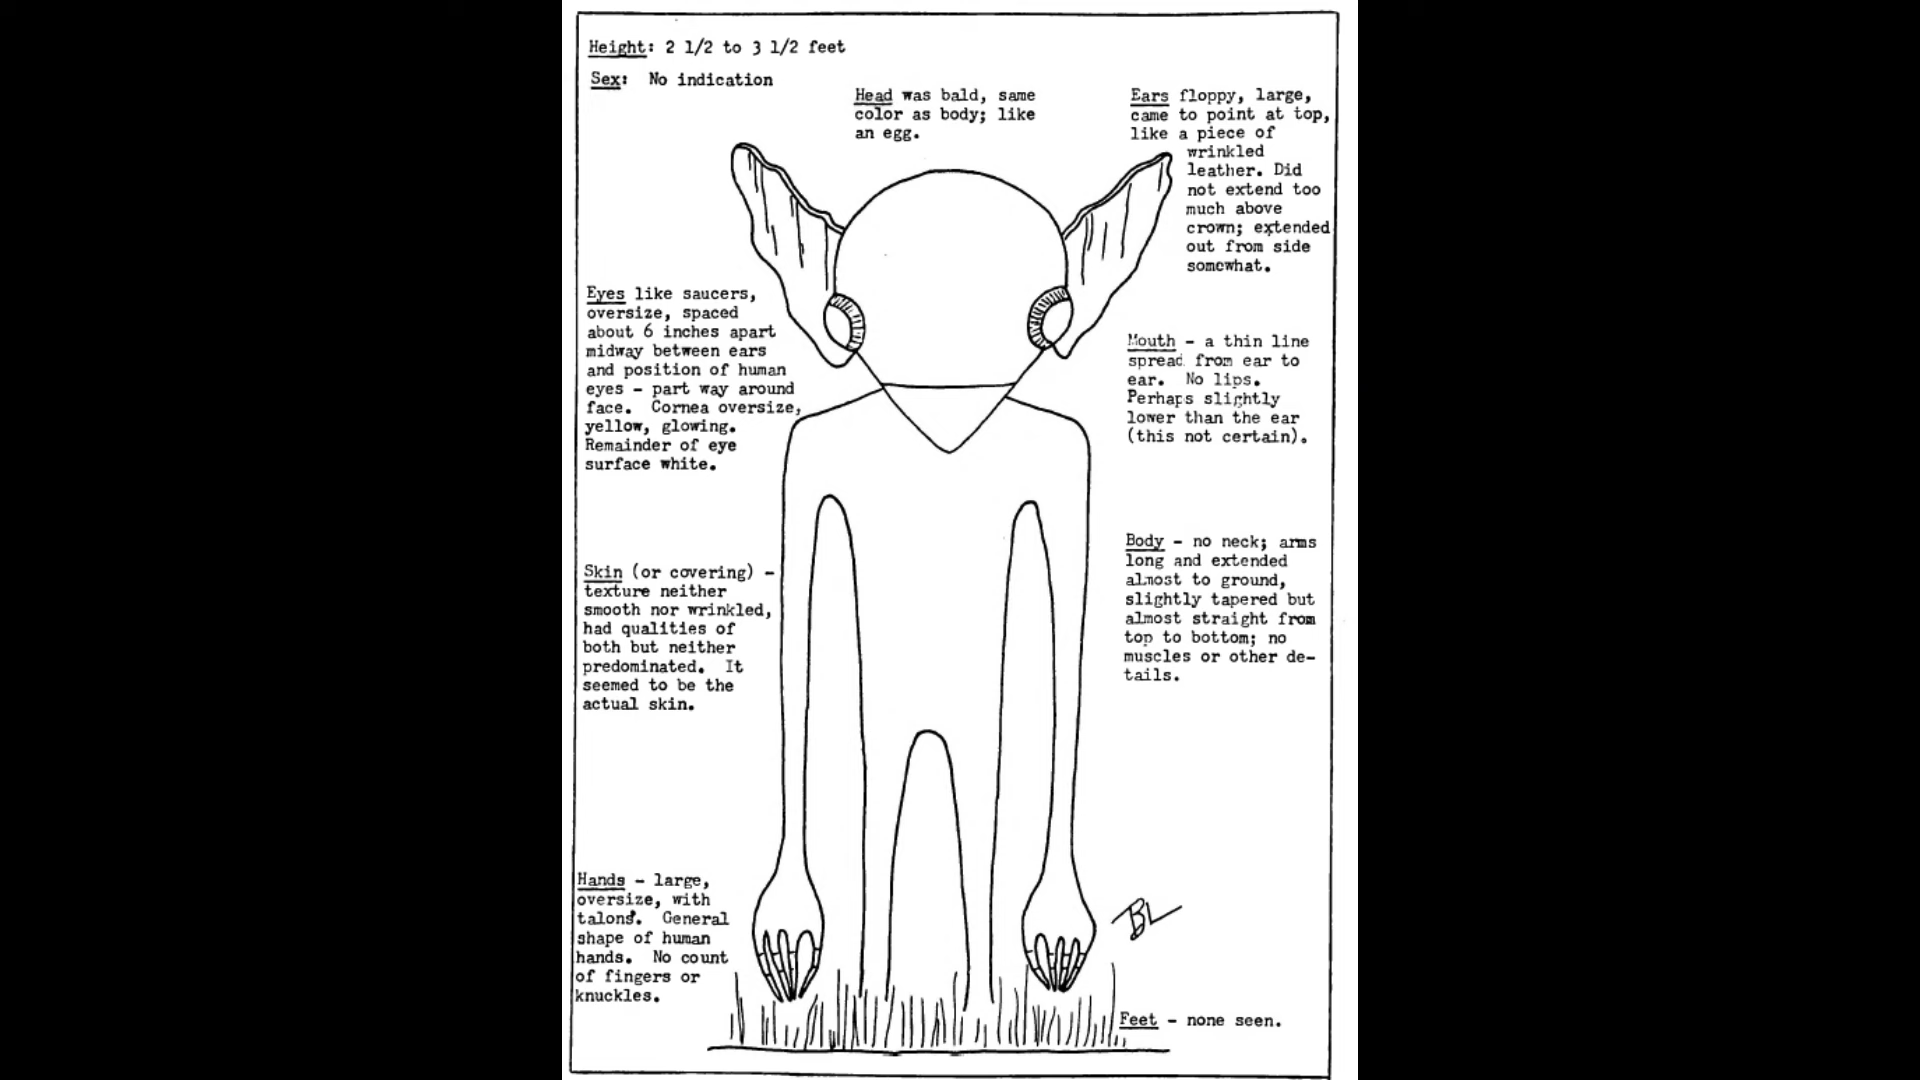 Height: 2 1/2 to 3 1/2 feet
Sex: No indication
Head was bald, same
color as body; like
an egg.
Ears floppy, large,
came to point at top,
like a piece of
wrinkled
leather. Did
not extend too
much above
crown; extended
out from side
somewhat.
Eyes like saucers,
oversize, spaced
about 6 inches apart
midway between ears
and position of human
eyes - part way around
face. Cornea oversize,
yellow, glowing.
Remainder of eye
surface white.
Mouth - a thin line
spread from ear to
ear. No lips.
Perhaps slightly
lower than the ear
(this not certain).
Skin (or covering) -
texture neither
smooth nor wrinkled,
had qualities of
both but neither
predominated. It
seemed to be the
actual skin.
Body - no neck; arms
long and extended
almost to ground,
slightly tapered but
almost straight from
top to bottom; no
muscles or other de-
tails.
Hands - large,
oversize, with
talons. General
shape of human
hands. No count
of fingers or
knuckles.
BL
Feet - none seen.